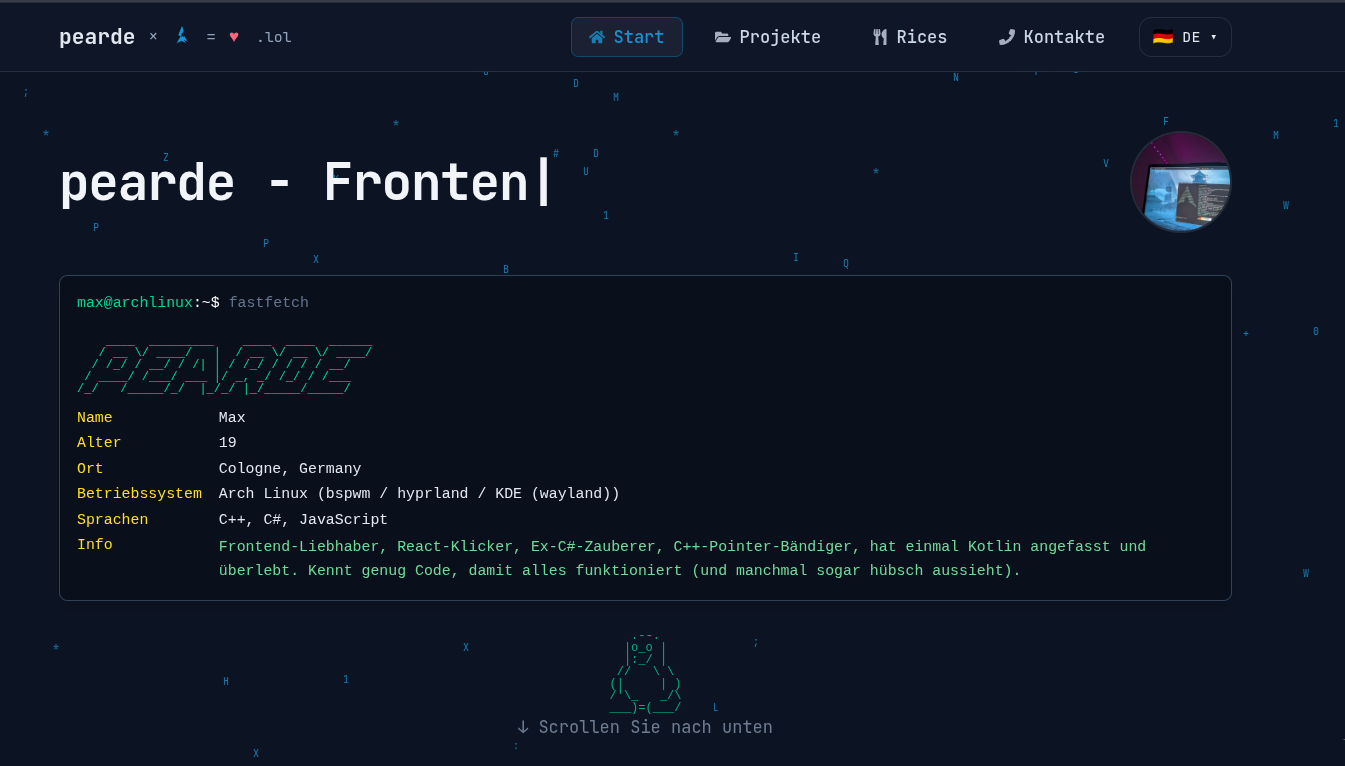 pearde × = ♥ .lol
Start
Projekte
Rices
Kontakte
DE ▾
pearde - Fronten|
max@archlinux:~$ fastfetch
PEARDE
Name Max
Alter 19
Ort Cologne, Germany
Betriebssystem Arch Linux (bspwm / hyprland / KDE (wayland))
Sprachen C++, C#, JavaScript
Info Frontend-Liebhaber, React-Klicker, Ex-C#-Zauberer, C++-Pointer-Bändiger, hat einmal Kotlin angefasst und
überlebt. Kennt genug Code, damit alles funktioniert (und manchmal sogar hübsch aussieht).
↓ Scrollen Sie nach unten